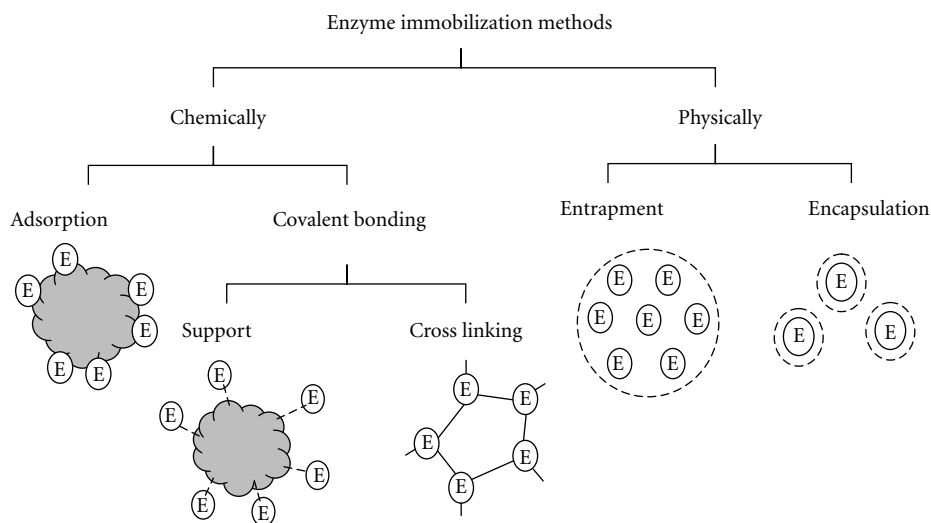 Enzyme immobilization methods
Chemically
Physically
Adsorption
E
E
E
E
E
E
Covalent bonding
Support
E
E
E
E
E
E
Cross linking
E
E
E
E
E
Entrapment
E E
E E E
E E
Encapsulation
E
E
E